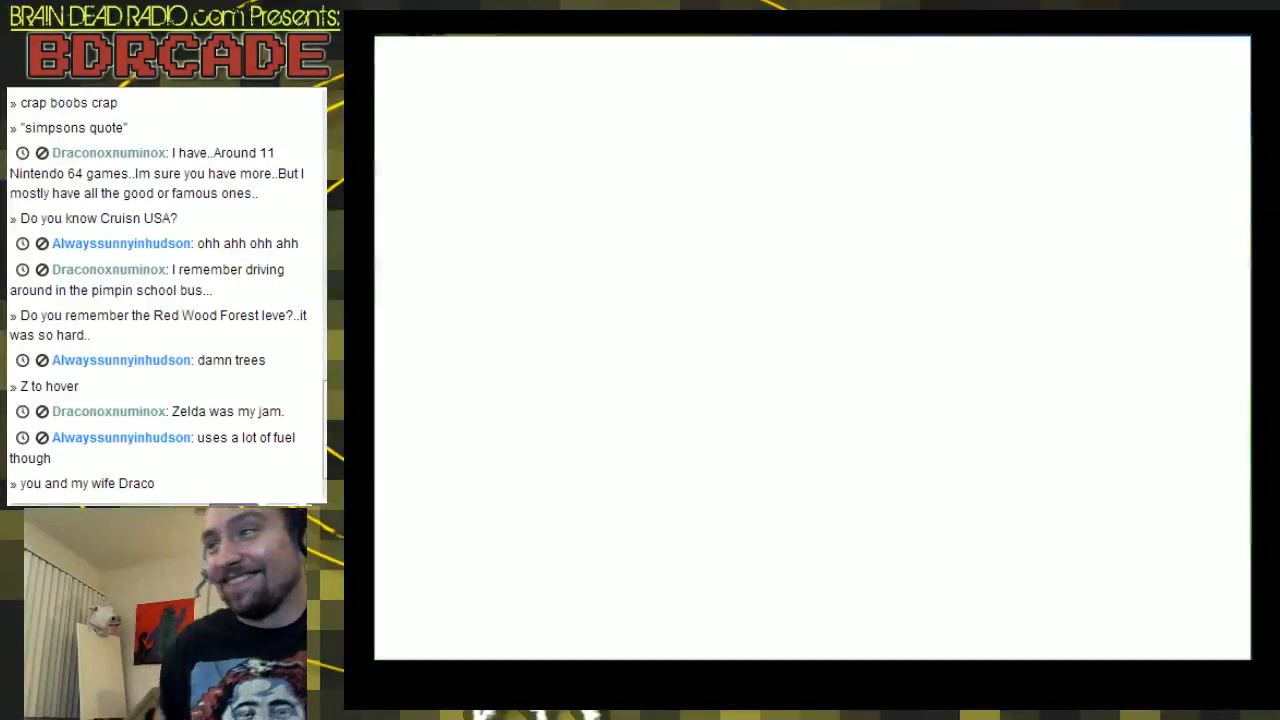 BRAIN DEAD RADIO.com Presents:
BDRCADE
» crap boobs crap
» "simpsons quote"
Draconoxnuminox: I have..Around 11
Nintendo 64 games..Im sure you have more..But I
mostly have all the good or famous ones..
» Do you know Cruisn USA?
Alwayssunnyinhudson: ohh ahh ohh ahh
Draconoxnuminox: I remember driving
around in the pimpin school bus...
» Do you remember the Red Wood Forest leve?..it
was so hard..
Alwayssunnyinhudson: damn trees
» Z to hover
Draconoxnuminox: Zelda was my jam.
Alwayssunnyinhudson: uses a lot of fuel
though
» you and my wife Draco